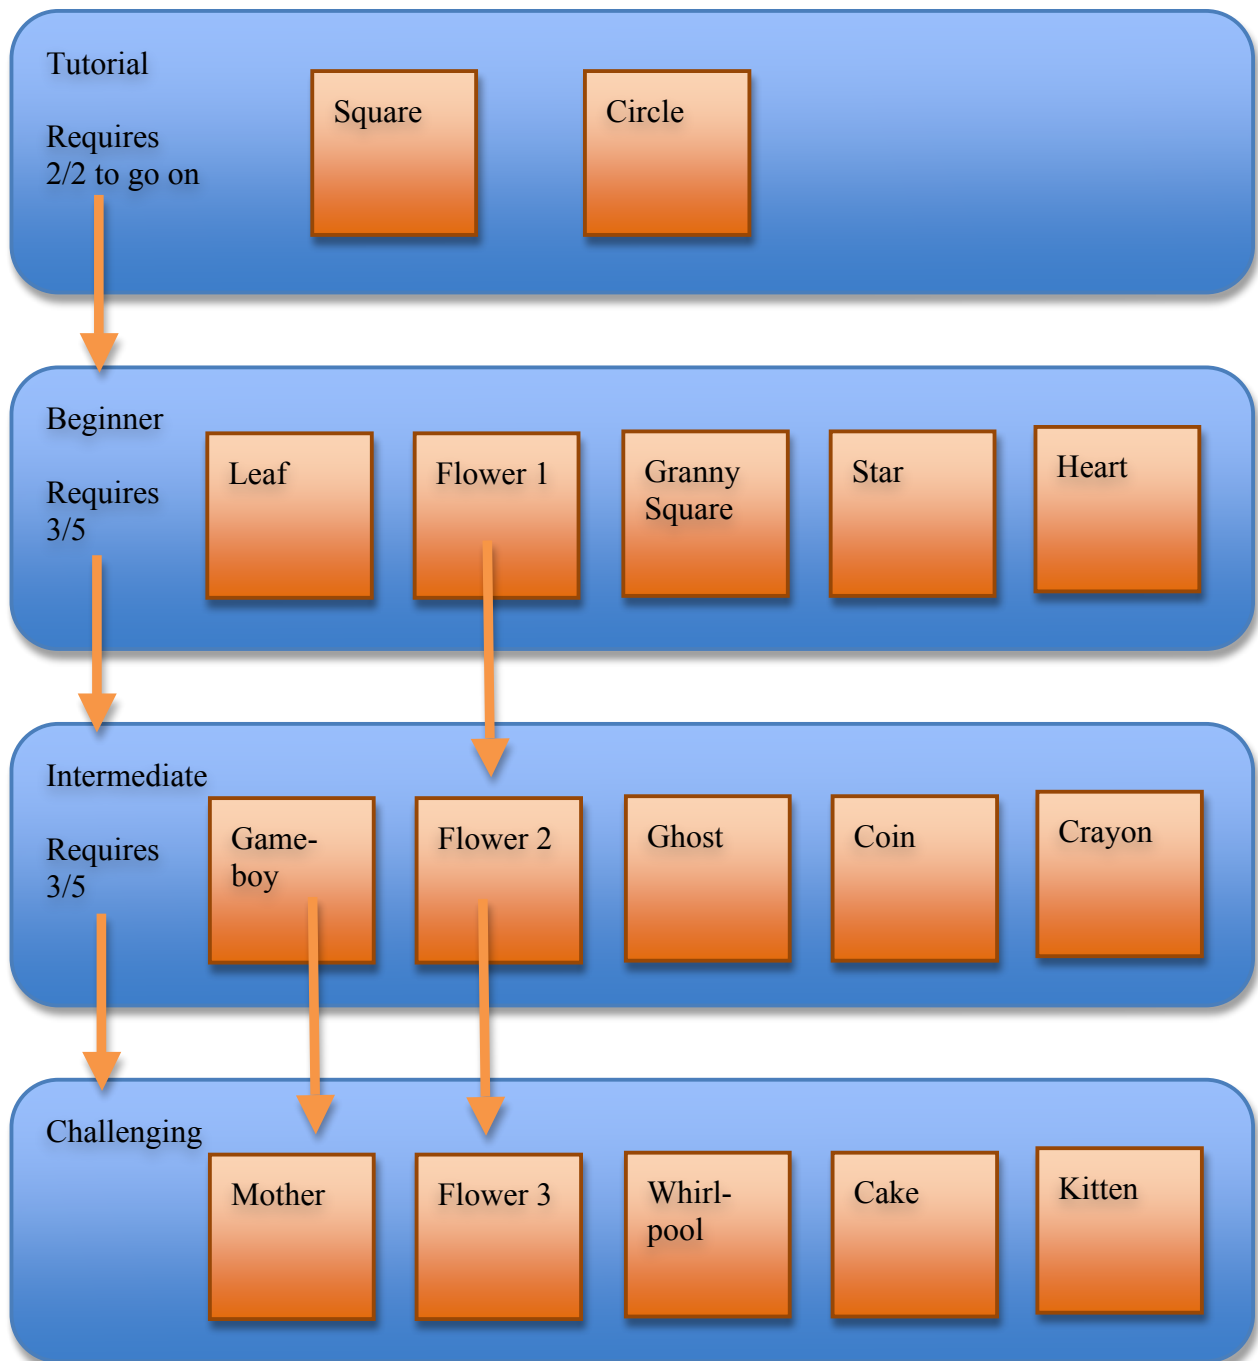 Tutorial
Requires
2/2 to go on
Square
Circle
Beginner
Requires
3/5
Leaf
Flower 1
Granny
Square
Star
Heart
Intermediate
Requires
3/5
Game-
boy
Flower 2
Ghost
Coin
Crayon
Challenging
Mother
Flower 3
Whirl-
pool
Cake
Kitten